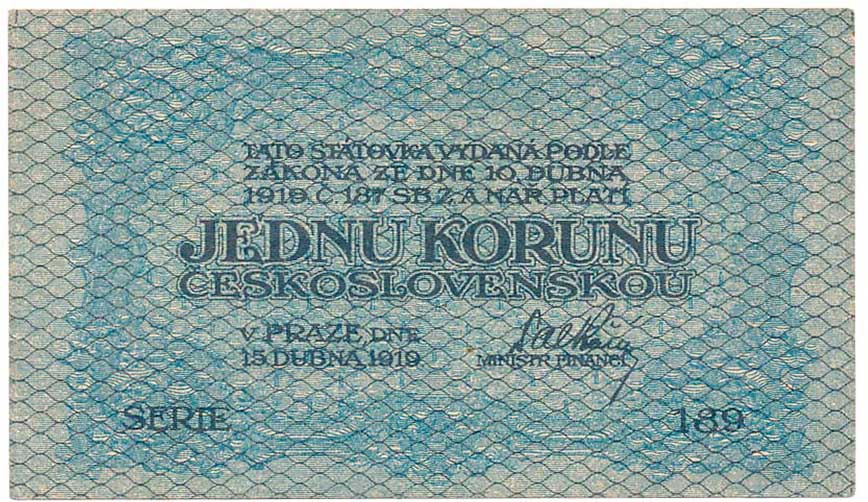 TATO STÁTOVKA VYDANÁ PODLE
ZÁKONA ZE DNE 10. DUBNA
1919 Č. 187 SB. Z. A NAŘ. PLATÍ
JEDNU KORUNU
ČESKOSLOVENSKOU
V PRAZE, DNE
15. DUBNA 1919
MINISTR FINANCÍ
SERIE 189